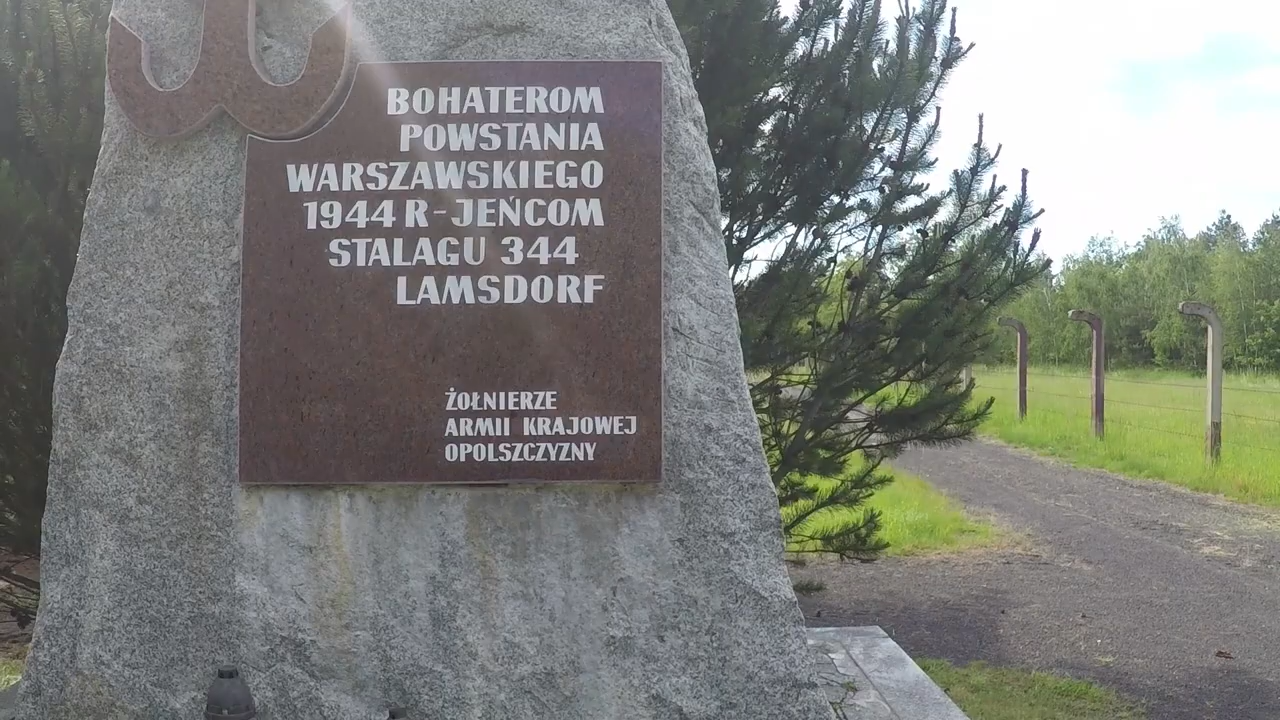 BOHATEROM
POWSTANIA
WARSZAWSKIEGO
1944 R - JEŃCOM
STALAGU 344
LAMSDORF
ŻOŁNIERZE
ARMII KRAJOWEJ
OPOLSZCZYZNY